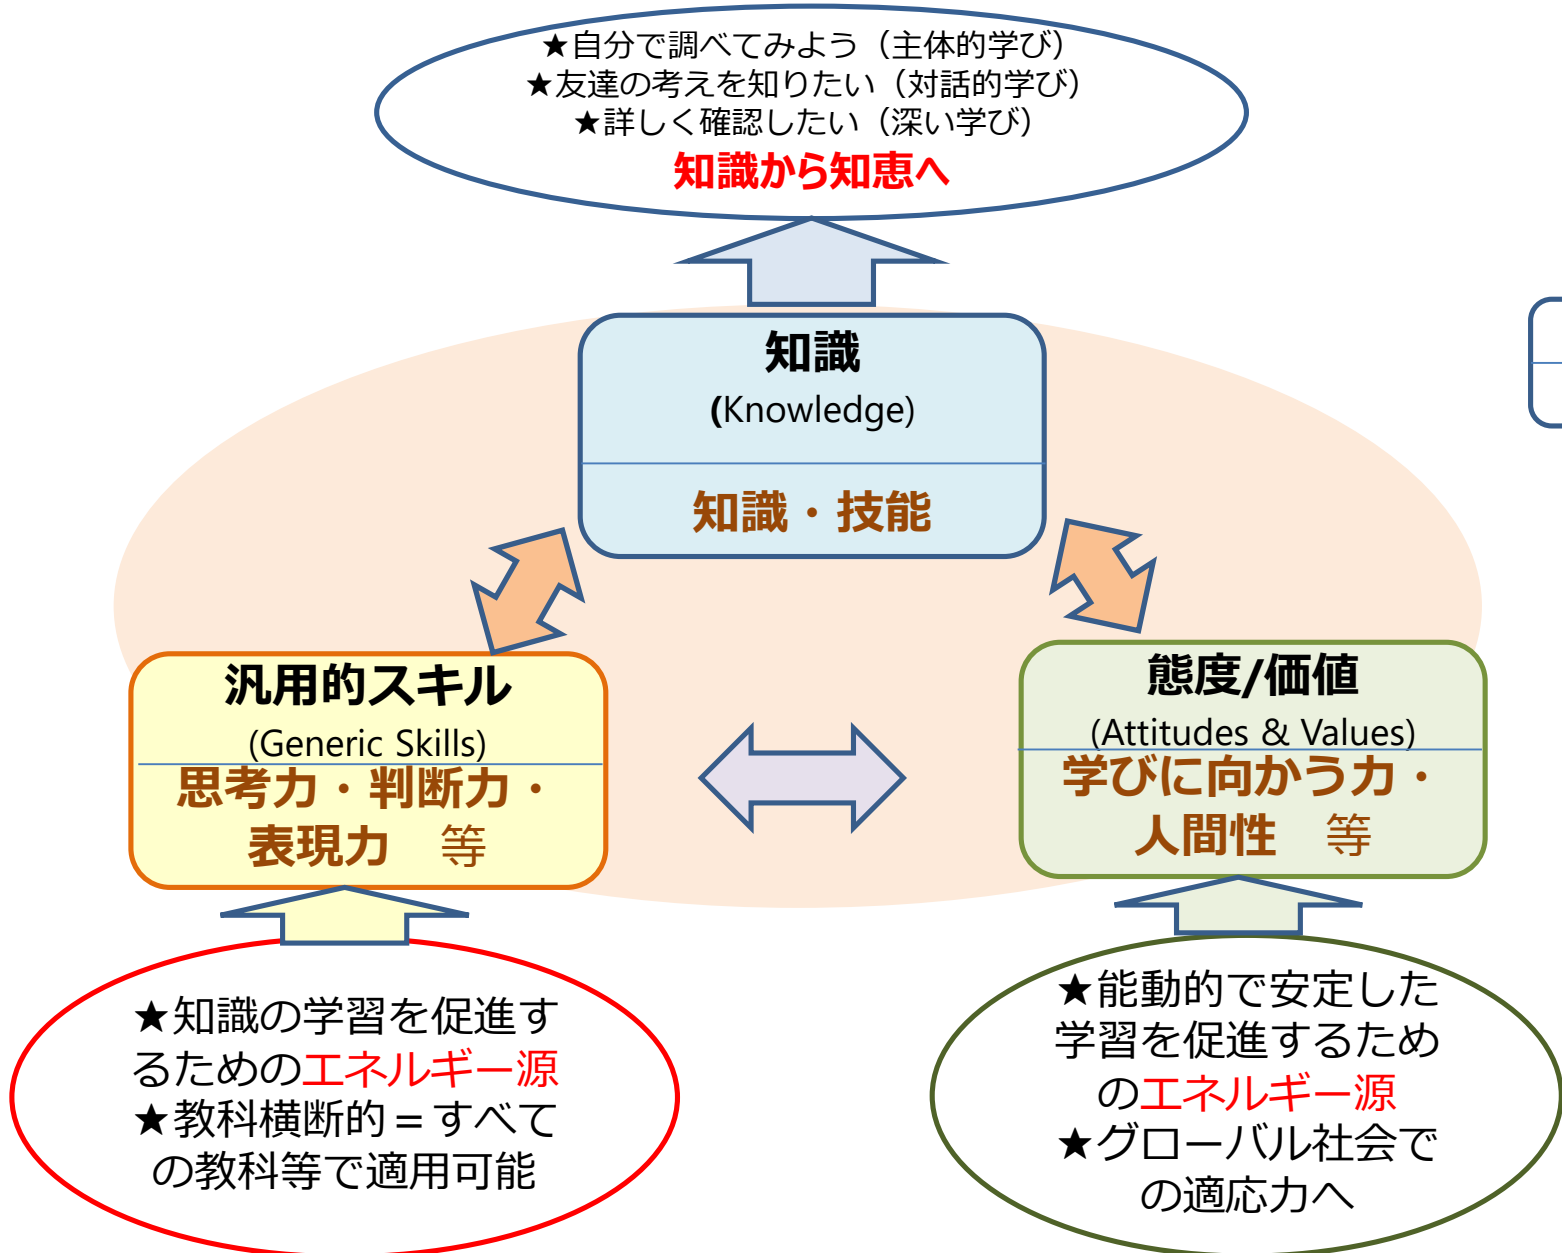 ★自分で調べてみよう（主体的学び）
★友達の考えを知りたい（対話的学び）
★詳しく確認したい（深い学び）
知識から知恵へ
知識
(Knowledge)
知識・技能
汎用的スキル
(Generic Skills)
思考力・判断力・
表現力　等
態度/価値
(Attitudes & Values)
学びに向かう力・
人間性　等
★知識の学習を促進す
るためのエネルギー源
★教科横断的＝すべて
の教科等で適用可能
★能動的で安定した
学習を促進するため
のエネルギー源
★グローバル社会で
の適応力へ